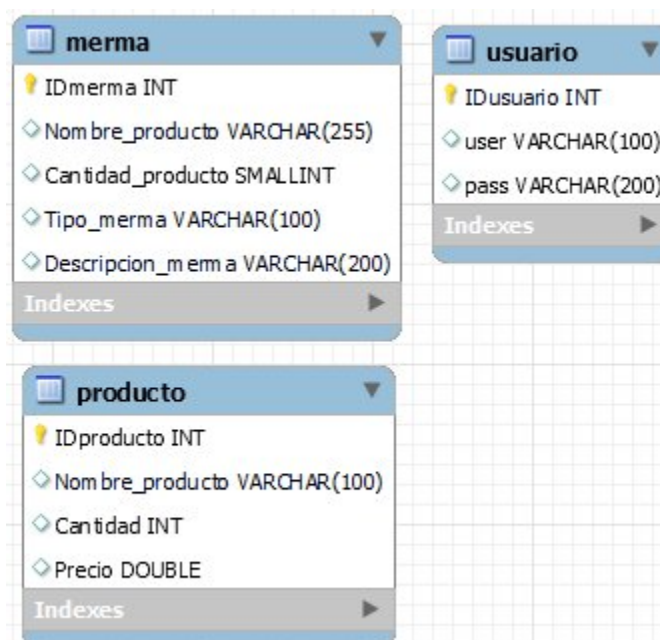 merma
IDmerma INT
Nombre_producto VARCHAR(255)
Cantidad_producto SMALLINT
Tipo_merma VARCHAR(100)
Descripcion_merma VARCHAR(200)
Indexes
usuario
IDusuario INT
user VARCHAR(100)
pass VARCHAR(200)
Indexes
producto
IDproducto INT
Nombre_producto VARCHAR(100)
Cantidad INT
Precio DOUBLE
Indexes